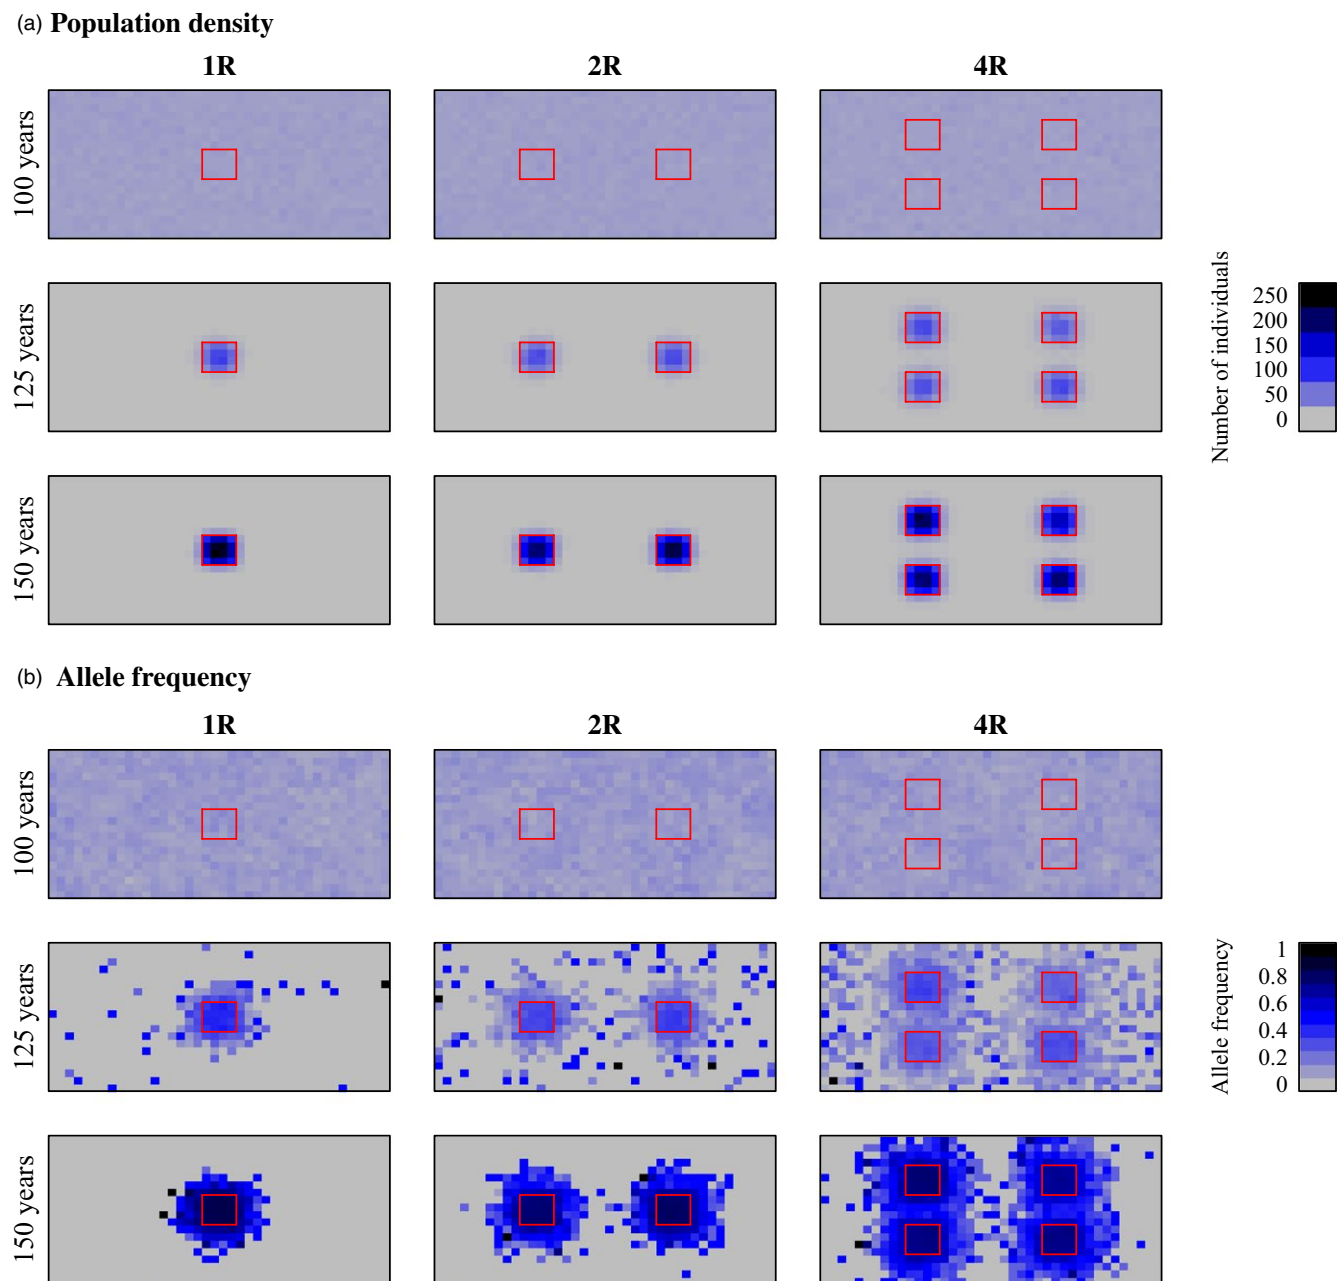 (a) Population density
1R 2R 4R
100 years
125 years
150 years
Number of individuals
250
200
150
100
50
0
(b) Allele frequency
1R 2R 4R
100 years
125 years
150 years
Allele frequency
1
0.8
0.6
0.4
0.2
0